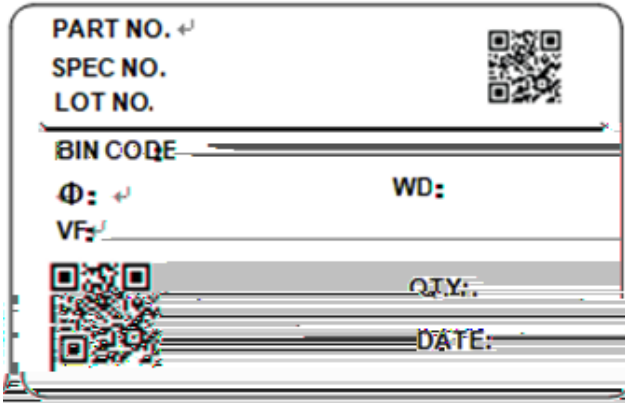 PART NO. ↵
SPEC NO.
LOT NO.
BIN CODE
Φ: ↵ WD:
VF:↵
QTY:.
DATE: